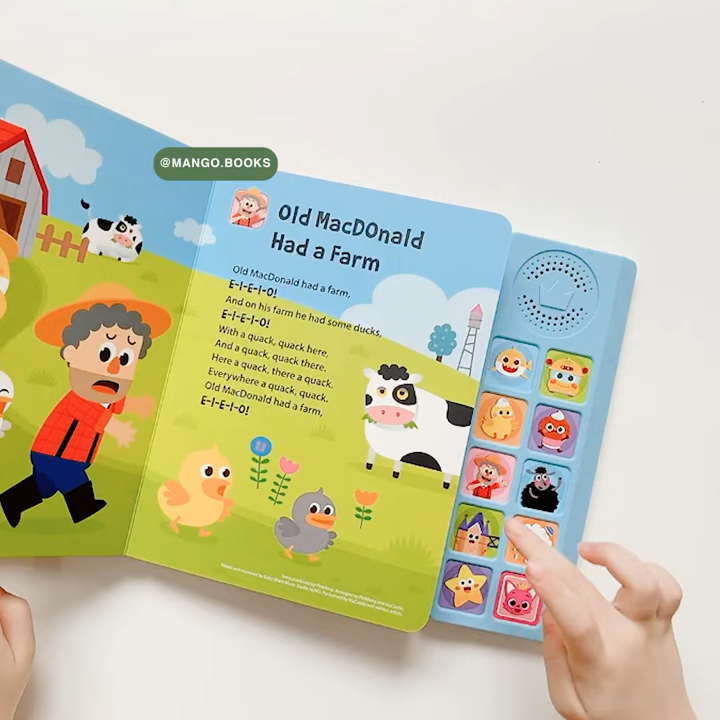 @MANGO.BOOKS
Old MacDOnald
Had a Farm
Old MacDonald had a farm,
E-I-E-I-O!
And on his farm he had some ducks,
E-I-E-I-O!
With a quack, quack here,
And a quack, quack there.
Here a quack, there a quack.
Everywhere a quack, quack.
Old MacDonald had a farm,
E-I-E-I-O!